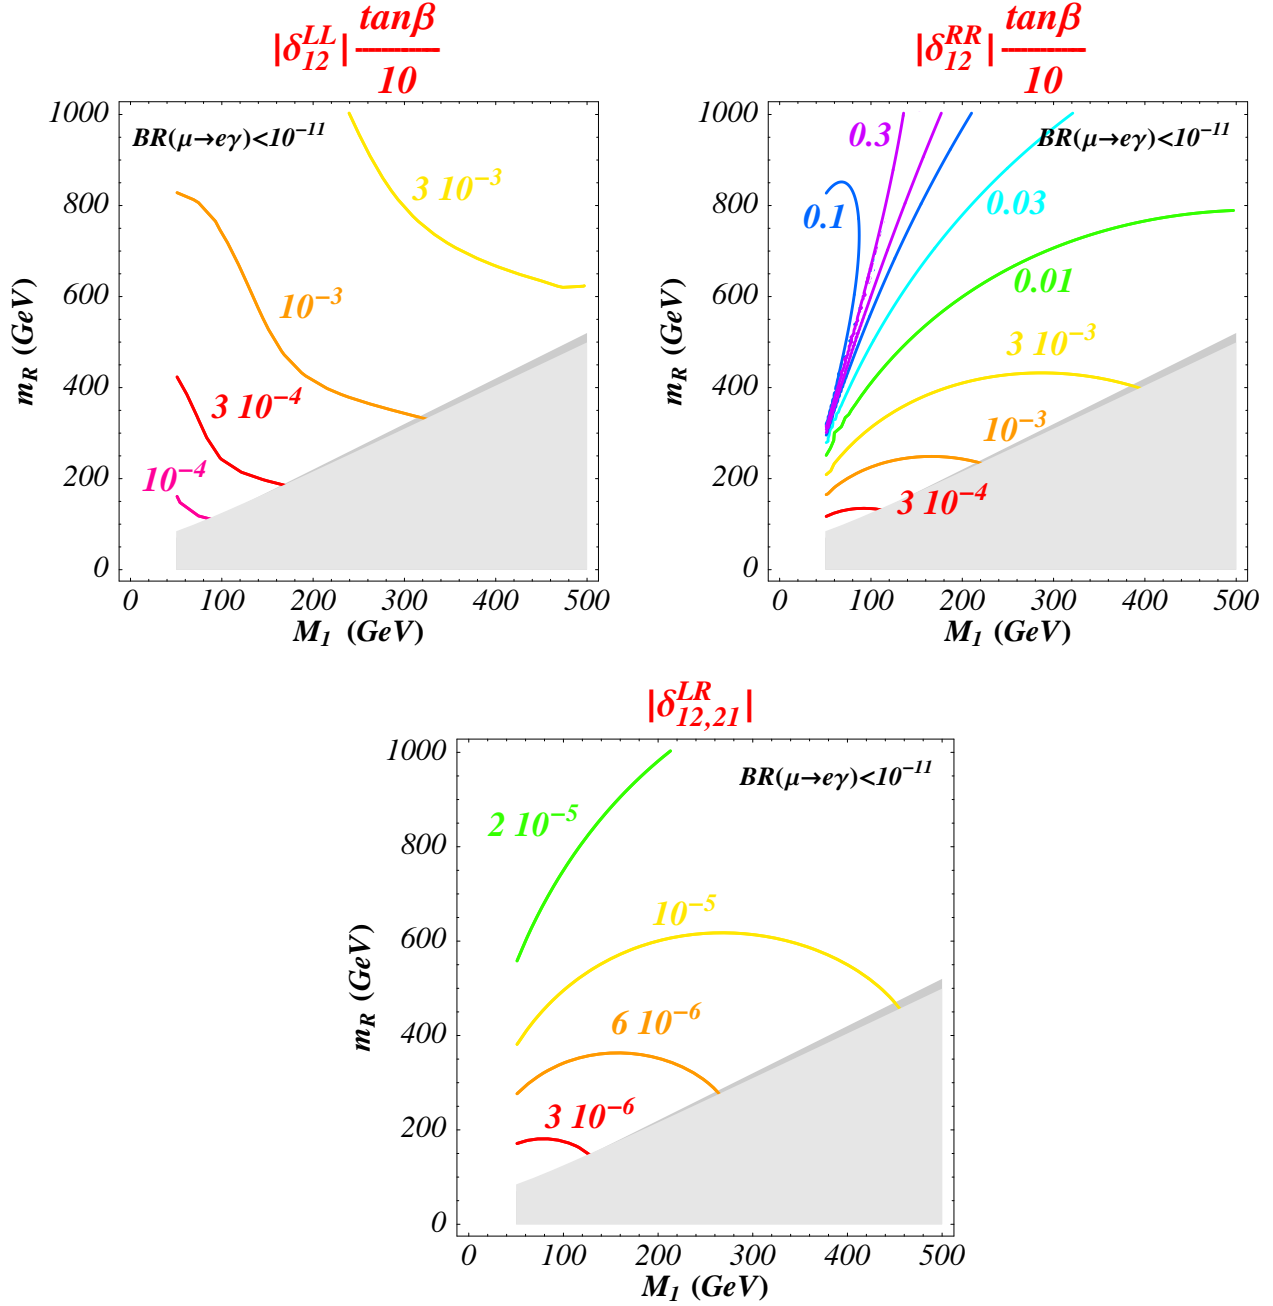 |δ_{12}^{LL}| tanβ/10
BR(μ→eγ)<10^{−11}
3 10^{−3}
10^{−3}
3 10^{−4}
10^{−4}
m_R (GeV)
1000
800
600
400
200
0
0 100 200 300 400 500
M_1 (GeV)
|δ_{12}^{RR}| tanβ/10
BR(μ→eγ)<10^{−11}
0.3
0.1
0.03
0.01
3 10^{−3}
10^{−3}
3 10^{−4}
m_R (GeV)
1000
800
600
400
200
0
0 100 200 300 400 500
M_1 (GeV)
|δ_{12,21}^{LR}|
BR(μ→eγ)<10^{−11}
2 10^{−5}
10^{−5}
6 10^{−6}
3 10^{−6}
m_R (GeV)
1000
800
600
400
200
0
0 100 200 300 400 500
M_1 (GeV)